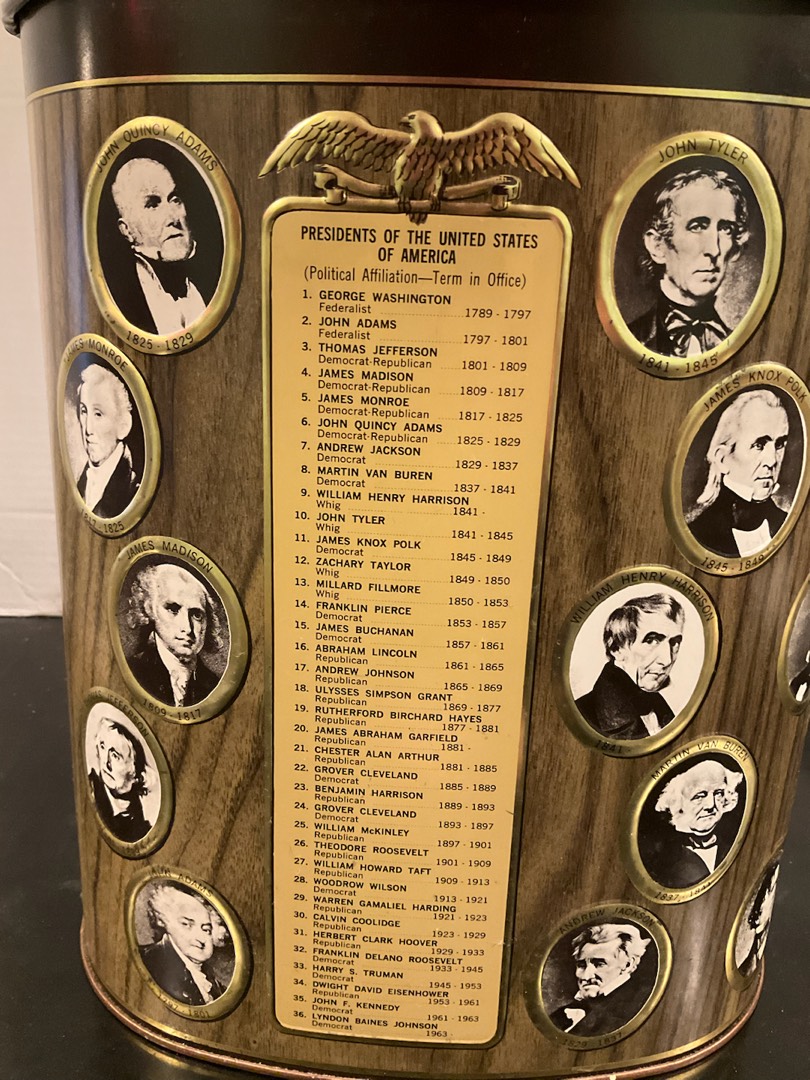 JOHN QUINCY ADAMS
1825 - 1829
JAMES MONROE
1817 - 1825
JAMES MADISON
1809 - 1817
JEFFERSON
JOHN ADAMS
PRESIDENTS OF THE UNITED STATES
OF AMERICA
(Political Affiliation—Term in Office)
1. GEORGE WASHINGTON
Federalist 1789 - 1797
2. JOHN ADAMS
Federalist 1797 - 1801
3. THOMAS JEFFERSON
Democrat-Republican 1801 - 1809
4. JAMES MADISON
Democrat-Republican 1809 - 1817
5. JAMES MONROE
Democrat-Republican 1817 - 1825
6. JOHN QUINCY ADAMS
Democrat-Republican 1825 - 1829
7. ANDREW JACKSON
Democrat 1829 - 1837
8. MARTIN VAN BUREN
Democrat 1837 - 1841
9. WILLIAM HENRY HARRISON
Whig 1841 -
10. JOHN TYLER
Whig 1841 - 1845
11. JAMES KNOX POLK
Democrat 1845 - 1849
12. ZACHARY TAYLOR
Whig 1849 - 1850
13. MILLARD FILLMORE
Whig 1850 - 1853
14. FRANKLIN PIERCE
Democrat 1853 - 1857
15. JAMES BUCHANAN
Democrat 1857 - 1861
16. ABRAHAM LINCOLN
Republican 1861 - 1865
17. ANDREW JOHNSON
Republican 1865 - 1869
18. ULYSSES SIMPSON GRANT
Republican 1869 - 1877
19. RUTHERFORD BIRCHARD HAYES
Republican 1877 - 1881
20. JAMES ABRAHAM GARFIELD
Republican 1881 -
21. CHESTER ALAN ARTHUR
Republican 1881 - 1885
22. GROVER CLEVELAND
Democrat 1885 - 1889
23. BENJAMIN HARRISON
Republican 1889 - 1893
24. GROVER CLEVELAND
Democrat 1893 - 1897
25. WILLIAM McKINLEY
Republican 1897 - 1901
26. THEODORE ROOSEVELT
Republican 1901 - 1909
27. WILLIAM HOWARD TAFT
Republican 1909 - 1913
28. WOODROW WILSON
Democrat 1913 - 1921
29. WARREN GAMALIEL HARDING
Republican 1921 - 1923
30. CALVIN COOLIDGE
Republican 1923 - 1929
31. HERBERT CLARK HOOVER
Republican 1929 - 1933
32. FRANKLIN DELANO ROOSEVELT
Democrat 1933 - 1945
33. HARRY S. TRUMAN
Democrat 1945 - 1953
34. DWIGHT DAVID EISENHOWER
Republican 1953 - 1961
35. JOHN F. KENNEDY
Democrat 1961 - 1963
36. LYNDON BAINES JOHNSON
Democrat 1963 -
JOHN TYLER
1841 - 1845
JAMES KNOX POLK
1845 - 1849
WILLIAM HENRY HARRISON
1841
MARTIN VAN BUREN
1837 - 1841
ANDREW JACKSON
1829 - 1837